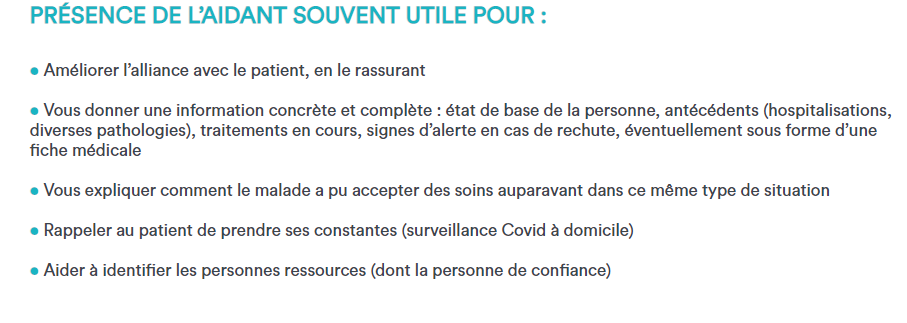 PRÉSENCE DE L'AIDANT SOUVENT UTILE POUR :
• Améliorer l'alliance avec le patient, en le rassurant
• Vous donner une information concrète et complète : état de base de la personne, antécédents (hospitalisations,
diverses pathologies), traitements en cours, signes d'alerte en cas de rechute, éventuellement sous forme d'une
fiche médicale
• Vous expliquer comment le malade a pu accepter des soins auparavant dans ce même type de situation
• Rappeler au patient de prendre ses constantes (surveillance Covid à domicile)
• Aider à identifier les personnes ressources (dont la personne de confiance)